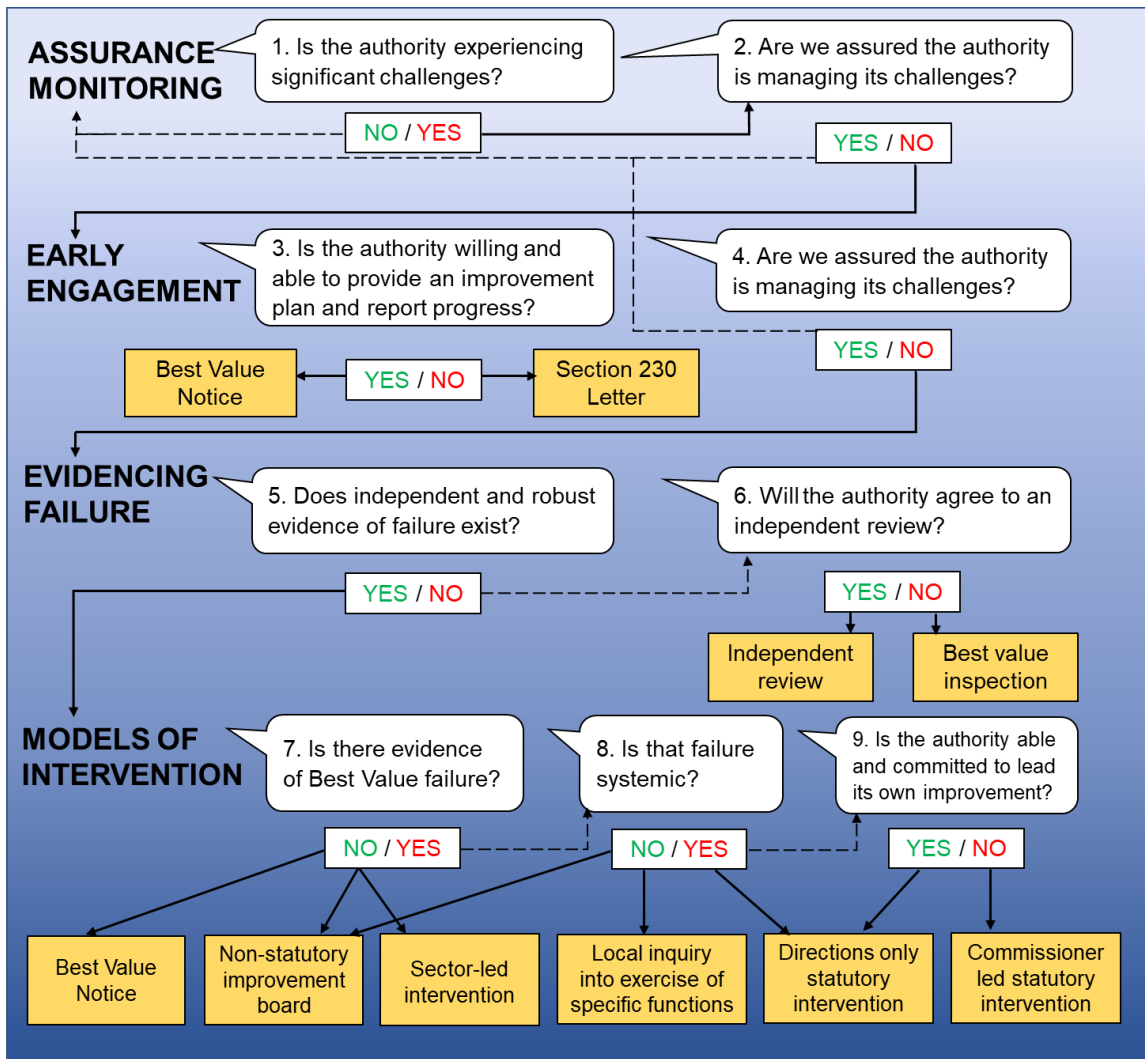 ASSURANCE
MONITORING
1. Is the authority experiencing
significant challenges?
2. Are we assured the authority
is managing its challenges?
NO / YES
YES / NO
EARLY
ENGAGEMENT
3. Is the authority willing and
able to provide an improvement
plan and report progress?
4. Are we assured the authority
is managing its challenges?
YES / NO
Best Value
Notice
YES / NO
Section 230
Letter
EVIDENCING
FAILURE
5. Does independent and robust
evidence of failure exist?
6. Will the authority agree to an
independent review?
YES / NO
YES / NO
Independent
review
Best value
inspection
MODELS OF
INTERVENTION
7. Is there evidence
of Best Value failure?
8. Is that failure
systemic?
9. Is the authority able
and committed to lead
its own improvement?
NO / YES
NO / YES
YES / NO
Best Value
Notice
Non-statutory
improvement
board
Sector-led
intervention
Local inquiry
into exercise of
specific functions
Directions only
statutory
intervention
Commissioner
led statutory
intervention